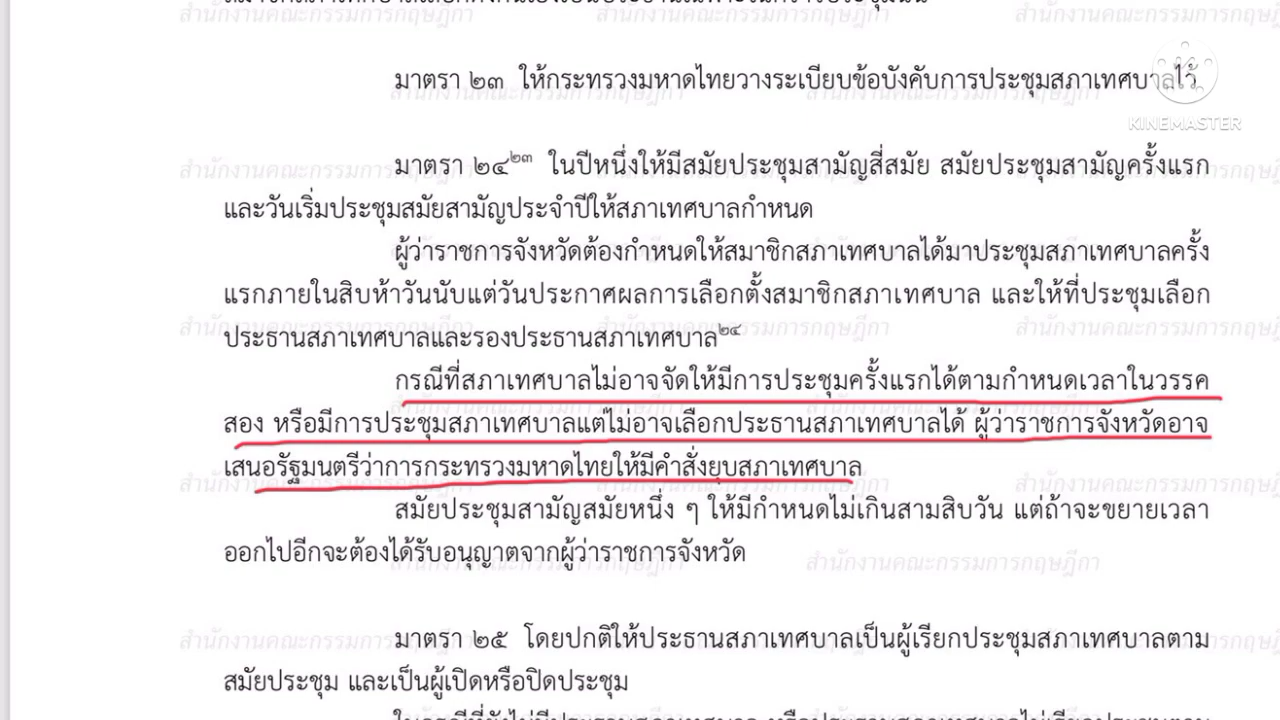 มาตรา ๒๓ ให้กระทรวงมหาดไทยวางระเบียบข้อบังคับการประชุมสภาเทศบาลไว้
KINEMASTER
มาตรา ๒๔๒๓ ในปีหนึ่งให้มีสมัยประชุมสามัญสี่สมัย สมัยประชุมสามัญครั้งแรก
และวันเริ่มประชุมสมัยสามัญประจำปีให้สภาเทศบาลกำหนด
ผู้ว่าราชการจังหวัดต้องกำหนดให้สมาชิกสภาเทศบาลได้มาประชุมสภาเทศบาลครั้ง
แรกภายในสิบห้าวันนับแต่วันประกาศผลการเลือกตั้งสมาชิกสภาเทศบาล และให้ที่ประชุมเลือก
ประธานสภาเทศบาลและรองประธานสภาเทศบาล๒๔
กรณีที่สภาเทศบาลไม่อาจจัดให้มีการประชุมครั้งแรกได้ตามกำหนดเวลาในวรรค
สอง หรือมีการประชุมสภาเทศบาลแต่ไม่อาจเลือกประธานสภาเทศบาลได้ ผู้ว่าราชการจังหวัดอาจ
เสนอรัฐมนตรีว่าการกระทรวงมหาดไทยให้มีคำสั่งยุบสภาเทศบาล
สมัยประชุมสามัญสมัยหนึ่ง ๆ ให้มีกำหนดไม่เกินสามสิบวัน แต่ถ้าจะขยายเวลา
ออกไปอีกจะต้องได้รับอนุญาตจากผู้ว่าราชการจังหวัด
มาตรา ๒๕ โดยปกติให้ประธานสภาเทศบาลเป็นผู้เรียกประชุมสภาเทศบาลตาม
สมัยประชุม และเป็นผู้เปิดหรือปิดประชุม